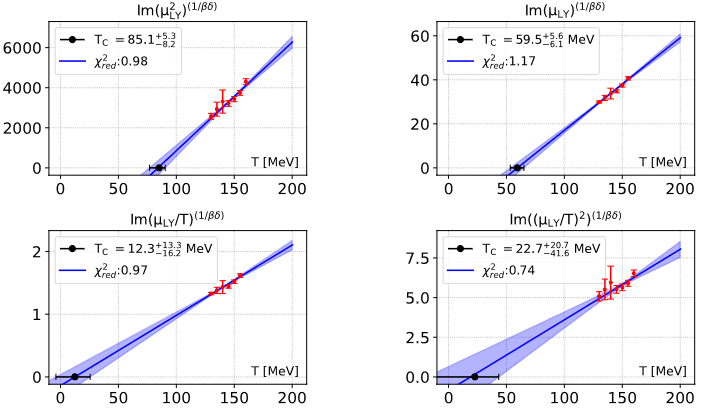 Im(μ²_LY)^(1/βδ)
T_C = 85.1^{+5.3}_{-8.2}
χ²_red:0.98
6000
4000
2000
0
T [MeV]
0 50 100 150 200
Im(μ_LY)^(1/βδ)
T_C = 59.5^{+5.6}_{-6.1} MeV
χ²_red:1.17
60
40
20
0
T [MeV]
0 50 100 150 200
Im(μ_LY/T)^(1/βδ)
T_C = 12.3^{+13.3}_{-16.2} MeV
χ²_red:0.97
2
1
0
T [MeV]
0 50 100 150 200
Im((μ_LY/T)²)^(1/βδ)
T_C = 22.7^{+20.7}_{-41.6} MeV
χ²_red:0.74
7.5
5.0
2.5
0.0
T [MeV]
0 50 100 150 200